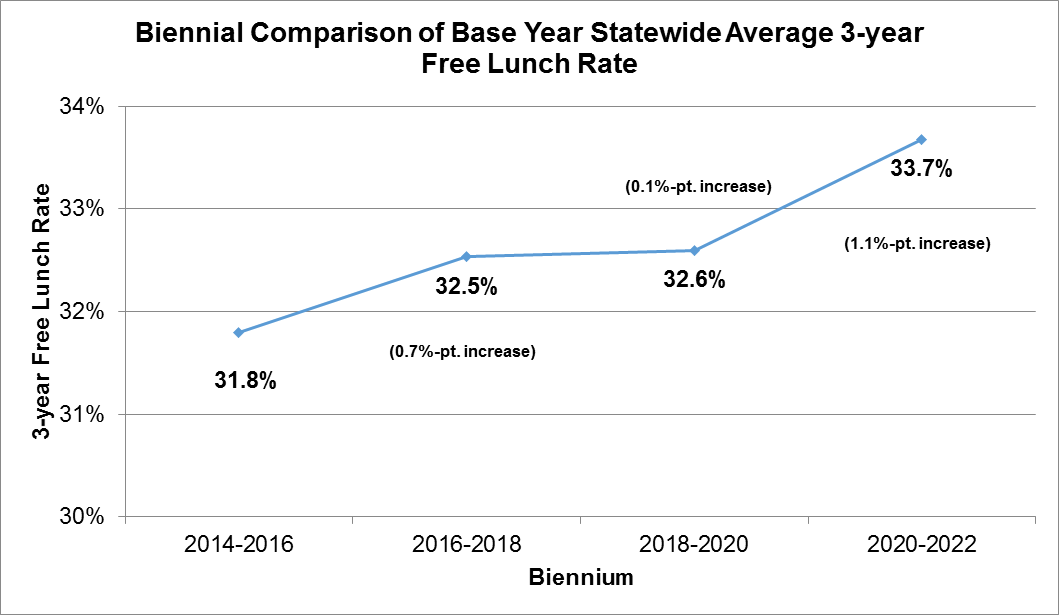 Biennial Comparison of Base Year Statewide Average 3-year
Free Lunch Rate
3-year Free Lunch Rate
34%
33%
32%
31%
30%
31.8%
32.5%
32.6%
33.7%
(0.7%-pt. increase)
(0.1%-pt. increase)
(1.1%-pt. increase)
2014-2016
2016-2018
2018-2020
2020-2022
Biennium